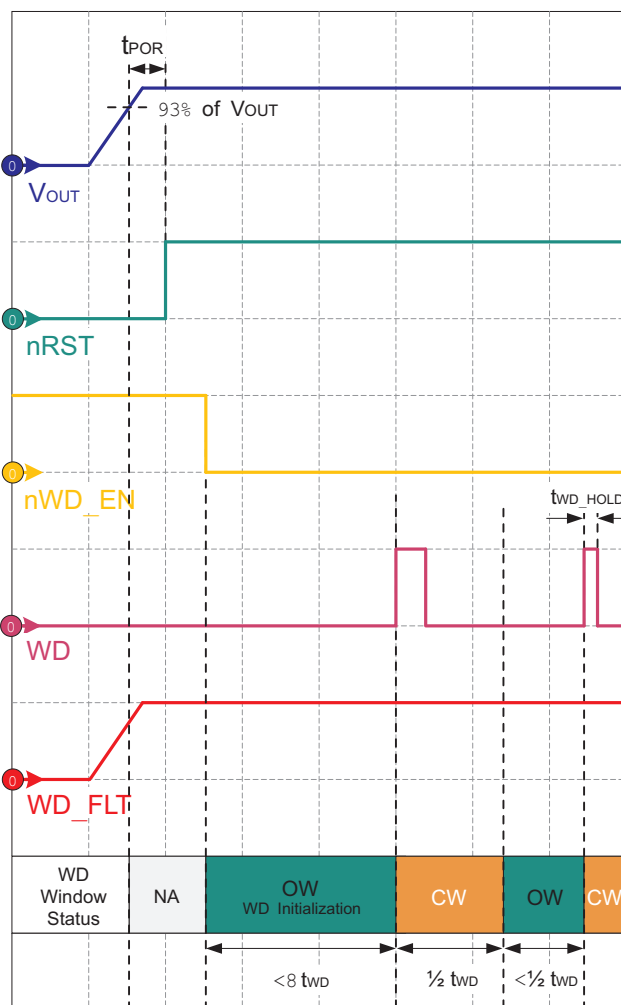 tPOR
93% of VOUT
0
VOUT
0
nRST
0
nWD_EN
tWD_HOLD
0
WD
0
WD_FLT
WD
Window
Status
NA
OW
WD Initialization
CW
OW
CW
<8 tWD
½ tWD
<½ tWD